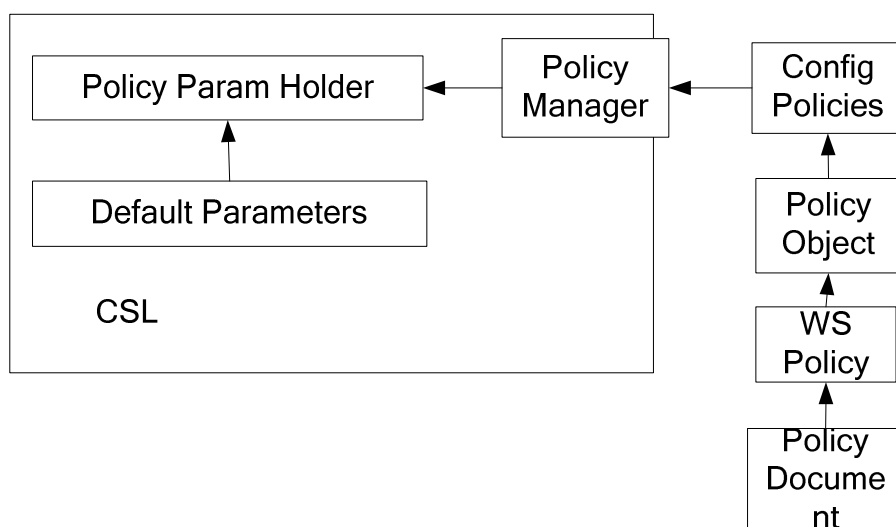 Policy Param Holder
Policy
Manager
Config
Policies
Default Parameters
Policy
Object
CSL
WS
Policy
Policy
Docume
nt